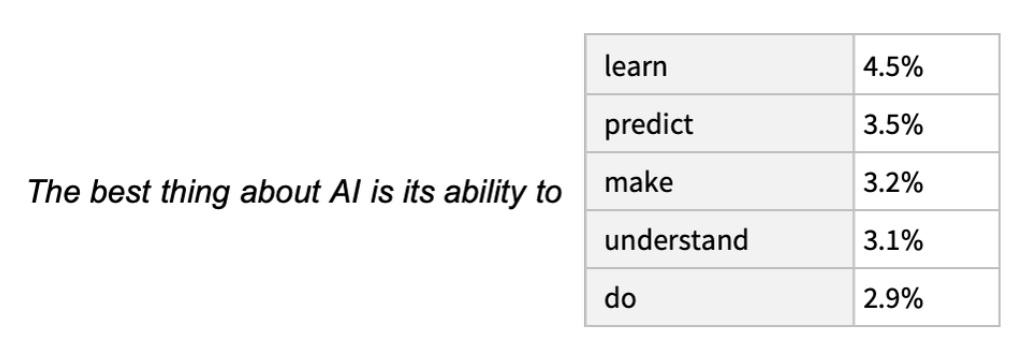 The best thing about AI is its ability to
learn 4.5%
predict 3.5%
make 3.2%
understand 3.1%
do 2.9%